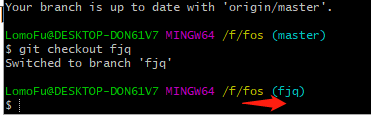 Your branch is up to date with 'origin/master'.
LomoFu@DESKTOP-DON61V7 MINGW64 /f/fos (master)
$ git checkout fjq
Switched to branch 'fjq'
LomoFu@DESKTOP-DON61V7 MINGW64 /f/fos (fjq)
$